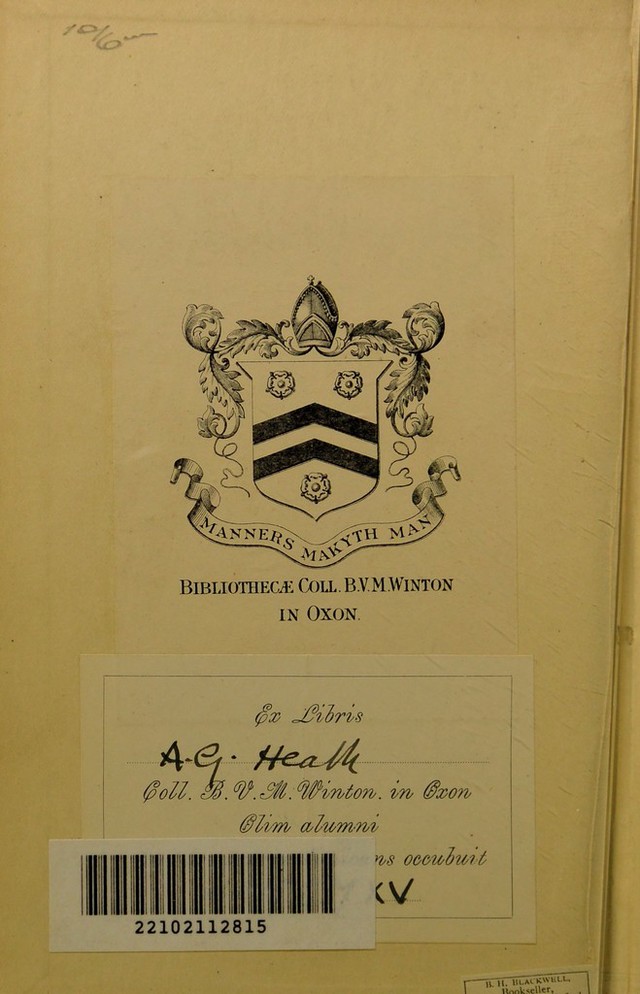 10/6
MANNERS MAKYTH MAN
BIBLIOTHECÆ COLL. B.V.M. WINTON
IN OXON.
Ex Libris
A.G. Heath
Coll. B. V. M. Winton. in Oxon
Olim alumni
ns occubuit
XV
22102112815
B. H. BLACKWELL,
Bookseller,